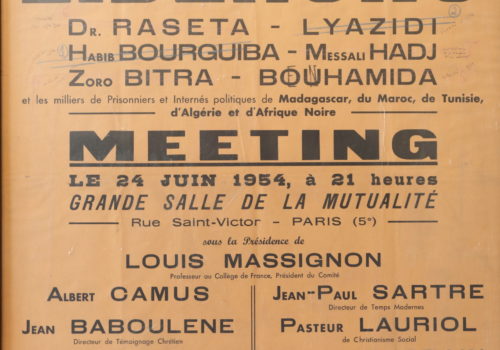 Dr. RASETA - LYAZIDI
Habib BOURGUIBA - Messali HADJ
Zoro BITRA - BOUHAMIDA
et les milliers de Prisonniers et Internés politiques de Madagascar, du Maroc, de Tunisie,
d'Algérie et d'Afrique Noire
MEETING
LE 24 JUIN 1954, à 21 heures
GRANDE SALLE DE LA MUTUALITÉ
Rue Saint-Victor - PARIS (5e)
sous la Présidence de
LOUIS MASSIGNON
Professeur au Collège de France, Président du Comité
Albert CAMUS
Jean BABOULENE
Directeur de Témoignage Chrétien
Jean-Paul SARTRE
Directeur de Temps Modernes
Pasteur LAURIOL
de Christianisme Social